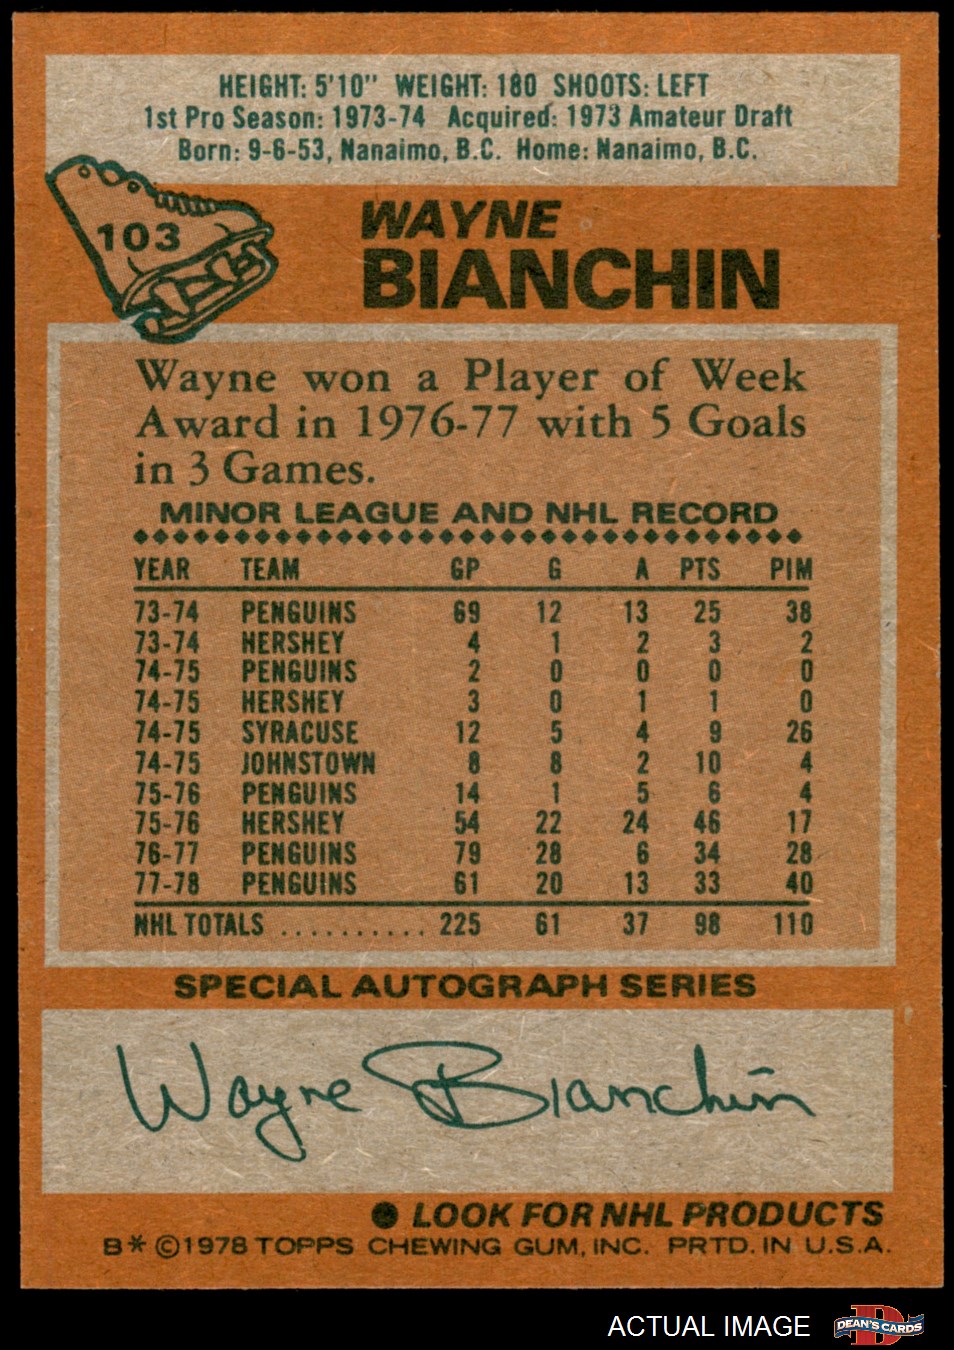 HEIGHT: 5'10" WEIGHT: 180 SHOOTS: LEFT
1st Pro Season: 1973-74 Acquired: 1973 Amateur Draft
Born: 9-6-53, Nanaimo, B.C. Home: Nanaimo, B.C.
103
WAYNE
BIANCHIN
Wayne won a Player of Week
Award in 1976-77 with 5 Goals
in 3 Games.
MINOR LEAGUE AND NHL RECORD
YEAR TEAM GP G A PTS PIM
73-74 PENGUINS 69 12 13 25 38
73-74 HERSHEY 4 1 2 3 2
74-75 PENGUINS 2 0 0 0 0
74-75 HERSHEY 3 0 1 1 0
74-75 SYRACUSE 12 5 4 9 26
74-75 JOHNSTOWN 8 8 2 10 4
75-76 PENGUINS 14 1 5 6 4
75-76 HERSHEY 54 22 24 46 17
76-77 PENGUINS 79 28 6 34 28
77-78 PENGUINS 61 20 13 33 40
NHL TOTALS .......... 225 61 37 98 110
SPECIAL AUTOGRAPH SERIES
Wayne Bianchin
● LOOK FOR NHL PRODUCTS
B* ©1978 TOPPS CHEWING GUM, INC. PRTD. IN U.S.A.
ACTUAL IMAGE
D
DEAN'S CARDS